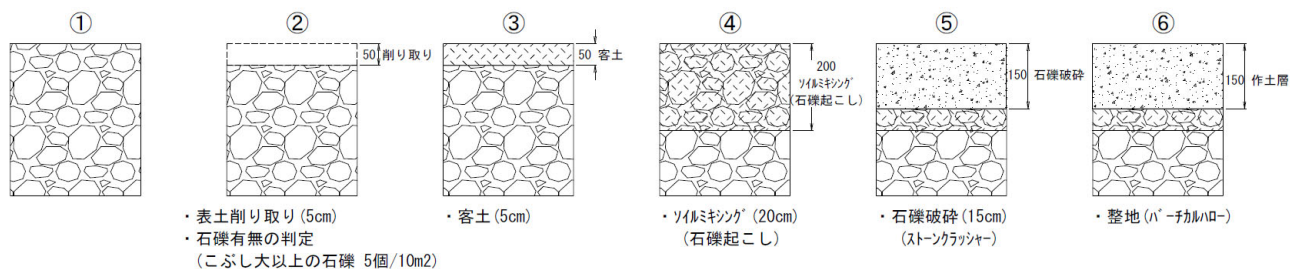 ①
②
③
④
⑤
⑥
50 削り取り
50 客土
200
ｿｲﾙﾐｷｼﾝｸﾞ
(石礫起こし)
150 石礫破砕
150 作土層
・表土削り取り(5cm)
・石礫有無の判定
(こぶし大以上の石礫 5個/10m2)
・客土(5cm)
・ｿｲﾙﾐｷｼﾝｸﾞ(20cm)
(石礫起こし)
・石礫破砕(15cm)
(ｽﾄｰﾝｸﾗｯｼｬｰ)
・整地(ﾊﾞｰﾁｶﾙﾊﾛｰ)